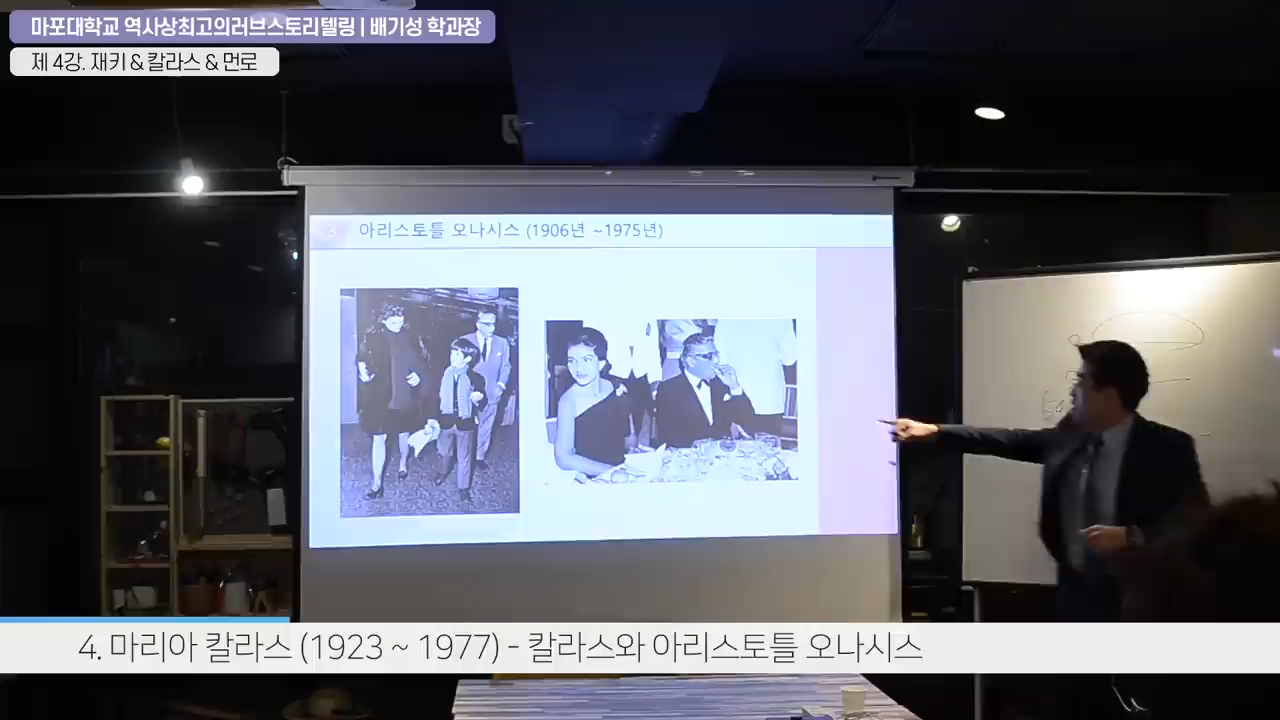 마포대학교 역사상최고의러브스토리텔링 | 배기성 학과장
제 4강. 재키 & 칼라스 & 먼로
아리스토틀 오나시스 (1906년 ~1975년)
4. 마리아 칼라스 (1923 ~ 1977) - 칼라스와 아리스토틀 오나시스